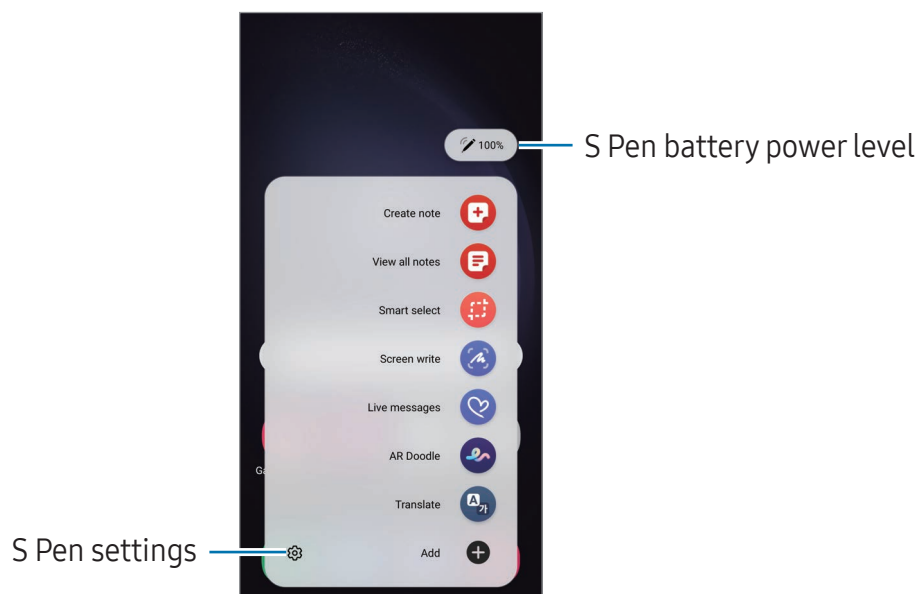 100%
S Pen battery power level
Create note
View all notes
Smart select
Screen write
Live messages
AR Doodle
Translate
A가
S Pen settings
Add